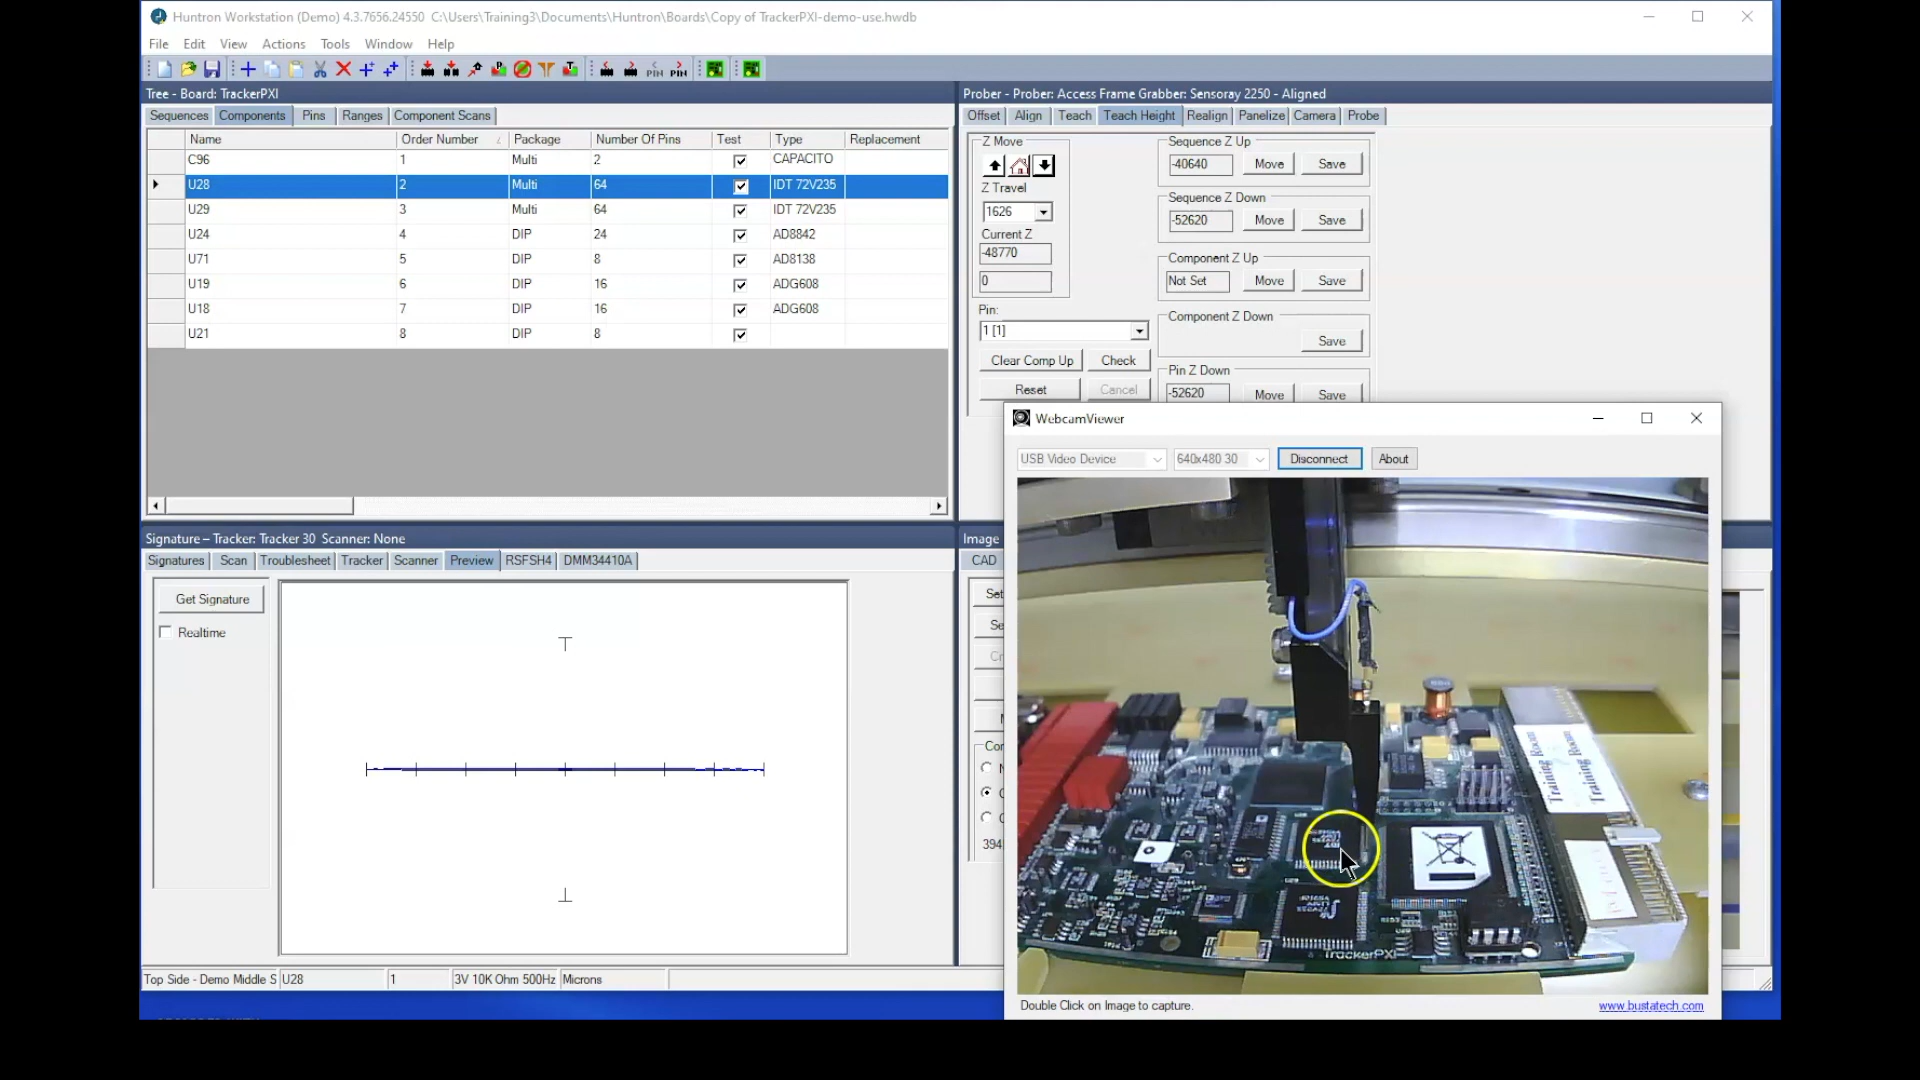 Huntron Workstation (Demo) 4.3.7656.24550 C:\Users\Training3\Documents\Huntron\Boards\Copy of TrackerPXI-demo-use.hwdb
File Edit View Actions Tools Window Help
PIN PIN
Tree - Board: TrackerPXI
Sequences Components Pins Ranges Component Scans
Name Order Number Package Number Of Pins Test Type Replacement
C96 1 Multi 2 CAPACITO
U28 2 Multi 64 IDT 72V235
U29 3 Multi 64 IDT 72V235
U24 4 DIP 24 AD8842
U71 5 DIP 8 AD8138
U19 6 DIP 16 ADG608
U18 7 DIP 16 ADG608
U21 8 DIP 8
Prober - Prober: Access Frame Grabber: Sensoray 2250 - Aligned
Offset Align Teach Teach Height Realign Panelize Camera Probe
Z Move
Z Travel
1626
Current Z
-48770
0
Pin:
1 [1]
Clear Comp Up Check
Reset Cancel
Sequence Z Up
-40640 Move Save
Sequence Z Down
-52620 Move Save
Component Z Up
Not Set Move Save
Component Z Down
Save
Pin Z Down
-52620 Move Save
Signature – Tracker: Tracker 30 Scanner: None
Signatures Scan Troublesheet Tracker Scanner Preview RSFSH4 DMM34410A
Get Signature
Realtime
Image
CAD
WebcamViewer
USB Video Device 640x480 30 Disconnect About
Training Room
TrackerPXI
Double Click on Image to capture. www.bustatech.com
Top Side - Demo Middle S U28 1 3V 10K Ohm 500Hz Microns